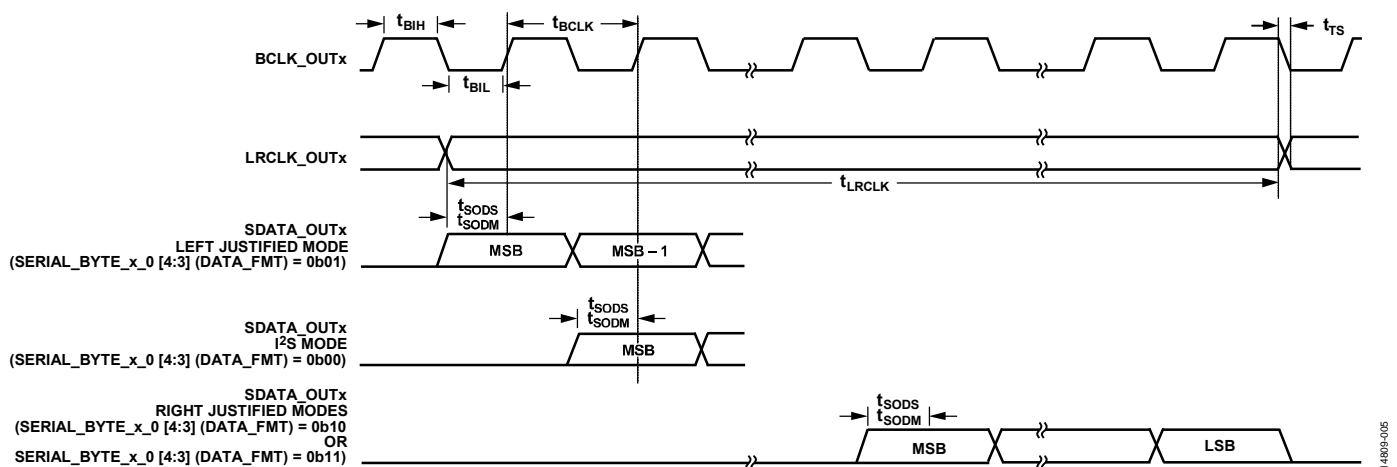 tBIH
tBCLK
tTS
BCLK_OUTx
tBIL
LRCLK_OUTx
tLRCLK
tSODS
tSODM
SDATA_OUTx
LEFT JUSTIFIED MODE
(SERIAL_BYTE_x_0 [4:3] (DATA_FMT) = 0b01)
MSB
MSB – 1
tSODS
tSODM
SDATA_OUTx
I2S MODE
(SERIAL_BYTE_x_0 [4:3] (DATA_FMT) = 0b00)
MSB
SDATA_OUTx
RIGHT JUSTIFIED MODES
(SERIAL_BYTE_x_0 [4:3] (DATA_FMT) = 0b10
OR
SERIAL_BYTE_x_0 [4:3] (DATA_FMT) = 0b11)
tSODS
tSODM
MSB
LSB
14809-005